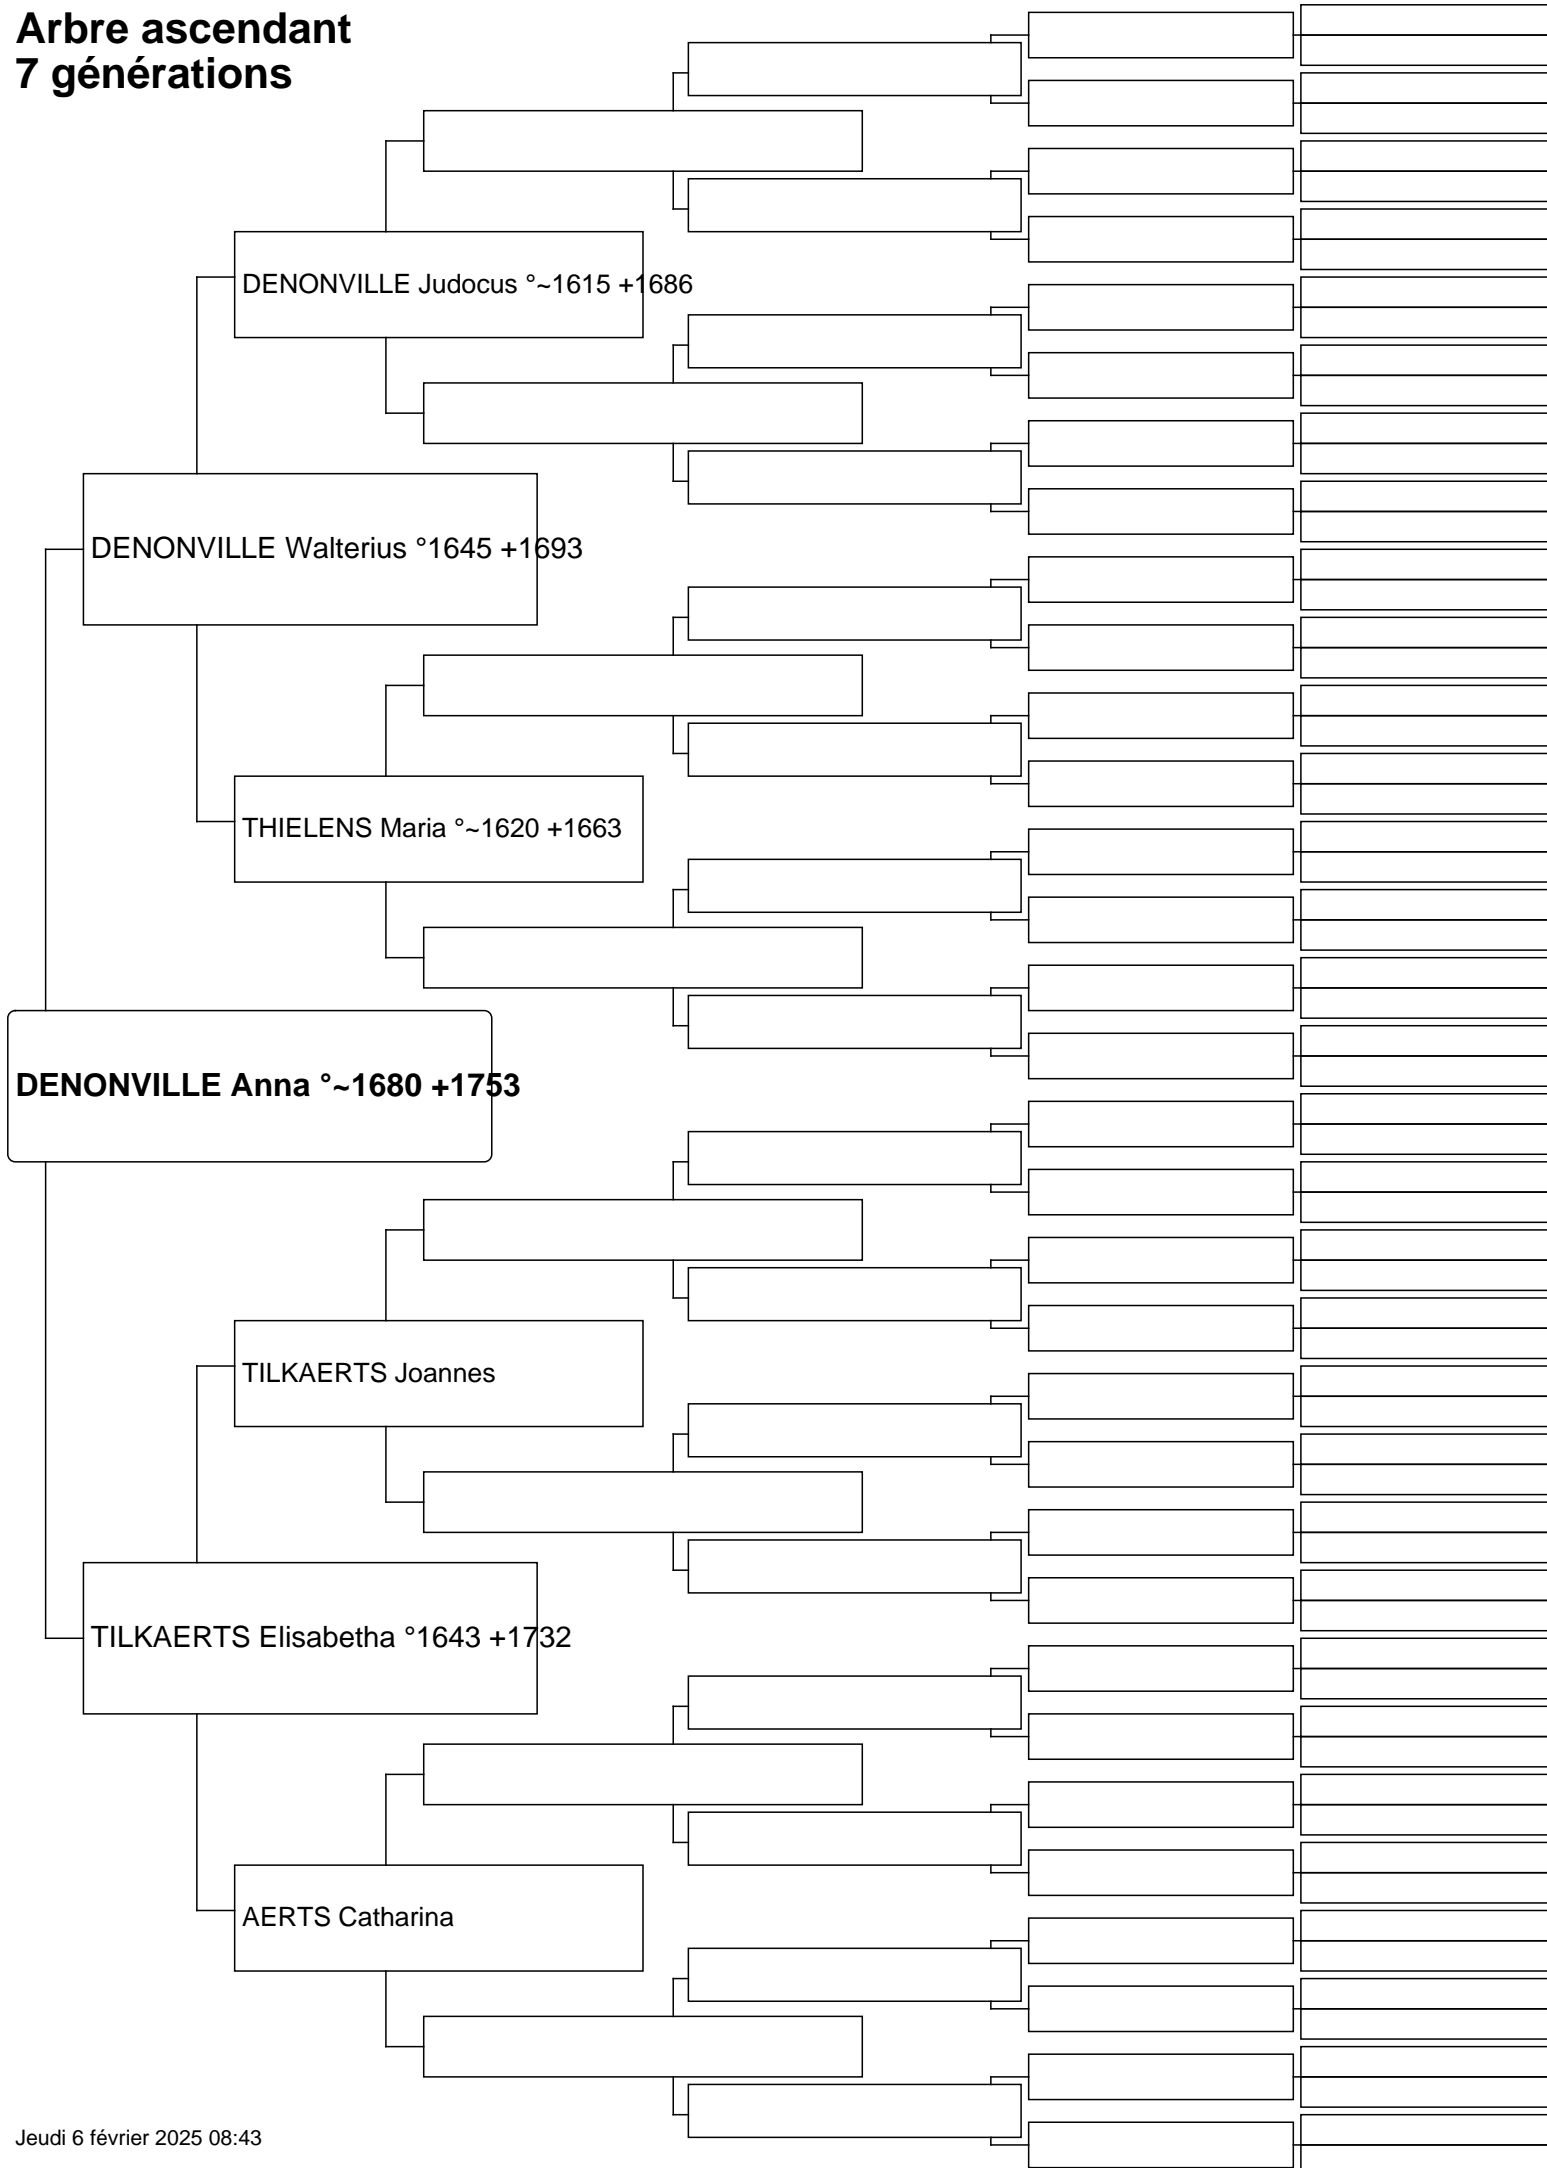 Arbre ascendant
7 générations
DENONVILLE Judocus °~1615 +1686
DENONVILLE Walterius °1645 +1693
THIELENS Maria °~1620 +1663
DENONVILLE Anna °~1680 +1753
TILKAERTS Joannes
TILKAERTS Elisabetha °1643 +1732
AERTS Catharina
Jeudi 6 février 2025 08:43